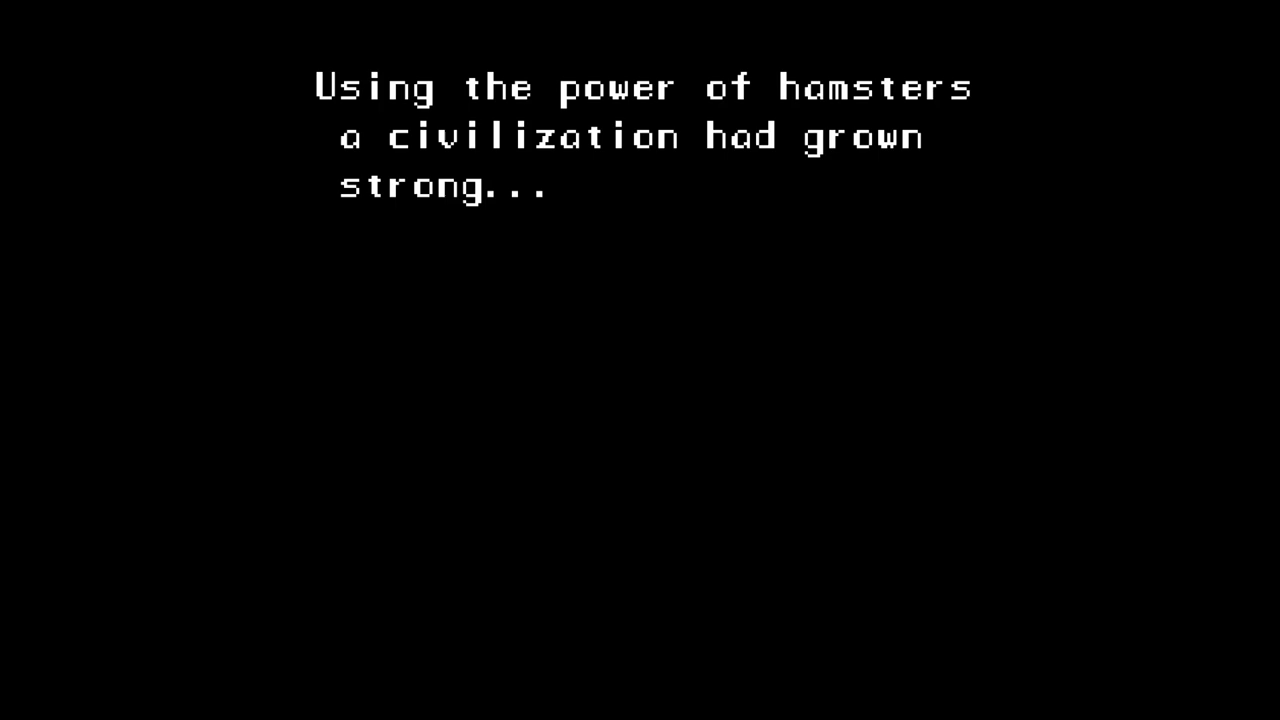 Using the power of hamsters
a civilization had grown
strong...